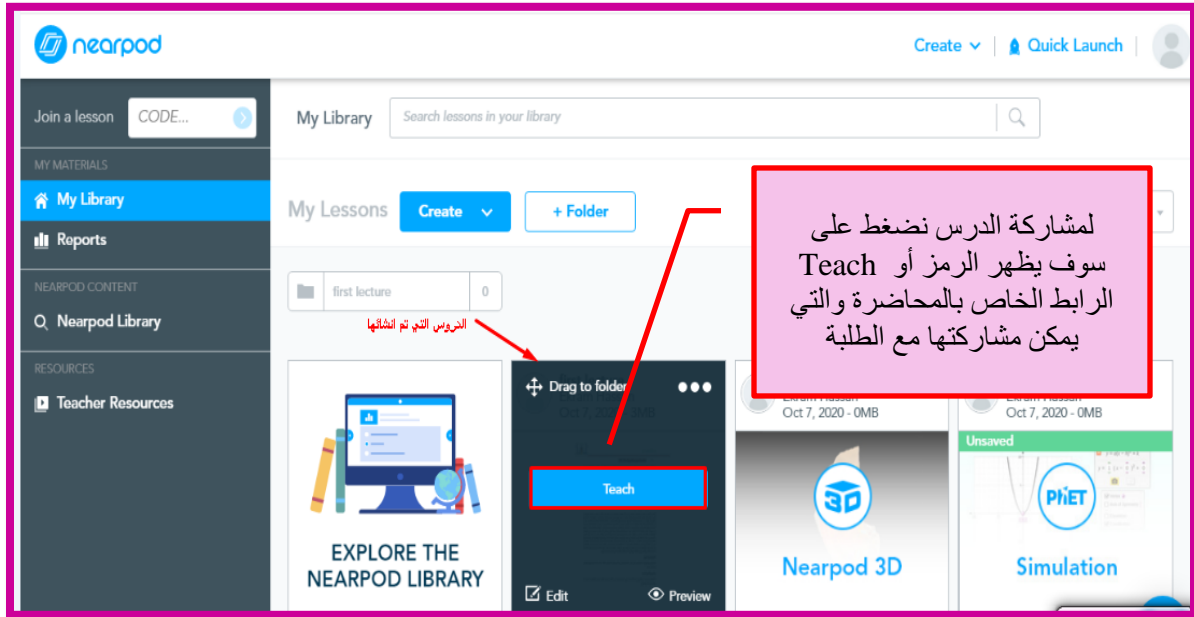 nearpod
Create
Quick Launch
Join a lesson
CODE...
My Library
Search lessons in your library
MY MATERIALS
My Library
Reports
NEARPOD CONTENT
Nearpod Library
RESOURCES
Teacher Resources
My Lessons
Create
+ Folder
first lecture
0
الدروس التي تم انشائها
لمشاركة الدرس نضغط على
سوف يظهر الرمز أو Teach
الرابط الخاص بالمحاضرة والتي
يمكن مشاركتها مع الطلبة
EXPLORE THE
NEARPOD LIBRARY
Drag to folder
Teach
Edit
Preview
Oct 7, 2020 - 0MB
3D
Nearpod 3D
Oct 7, 2020 - 0MB
Unsaved
PhET
Simulation